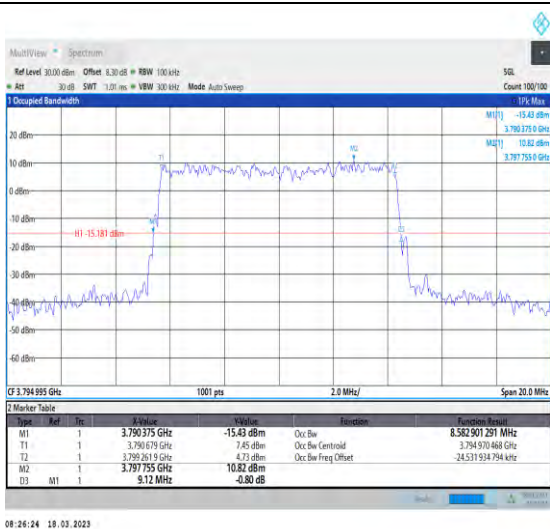 MultiView Spectrum
Ref Level 30.00 dBm Offset 8.30 dB RBW 100 kHz SGL
Att 30 dB SWT 1.01 ms VBW 300 kHz Mode Auto Sweep Count 100/100
1 Occupied Bandwidth 1Pk Max
M1[1] -15.43 dBm
3.790 375 0 GHz
M2[1] 10.82 dBm
3.797 755 0 GHz
20 dBm
T1
M2
10 dBm
0 dBm
-10 dBm
M1
H1 -15.181 dBm
D3
-20 dBm
-30 dBm
-40 dBm
-50 dBm
-60 dBm
CF 3.794 995 GHz 1001 pts 2.0 MHz/ Span 20.0 MHz
2 Marker Table
Type Ref Trc X-Value Y-Value Function Function Result
M1 1 3.790375 GHz -15.43 dBm Occ Bw 8.582 901 291 MHz
T1 1 3.790 679 GHz 7.45 dBm Occ Bw Centroid 3.794 970 468 GHz
T2 1 3.799 261 9 GHz 4.73 dBm Occ Bw Freq Offset -24.531 934 794 kHz
M2 1 3.797755 GHz 10.82 dBm
D3 M1 1 9.12 MHz -0.80 dB
08:26:24 18.03.2023